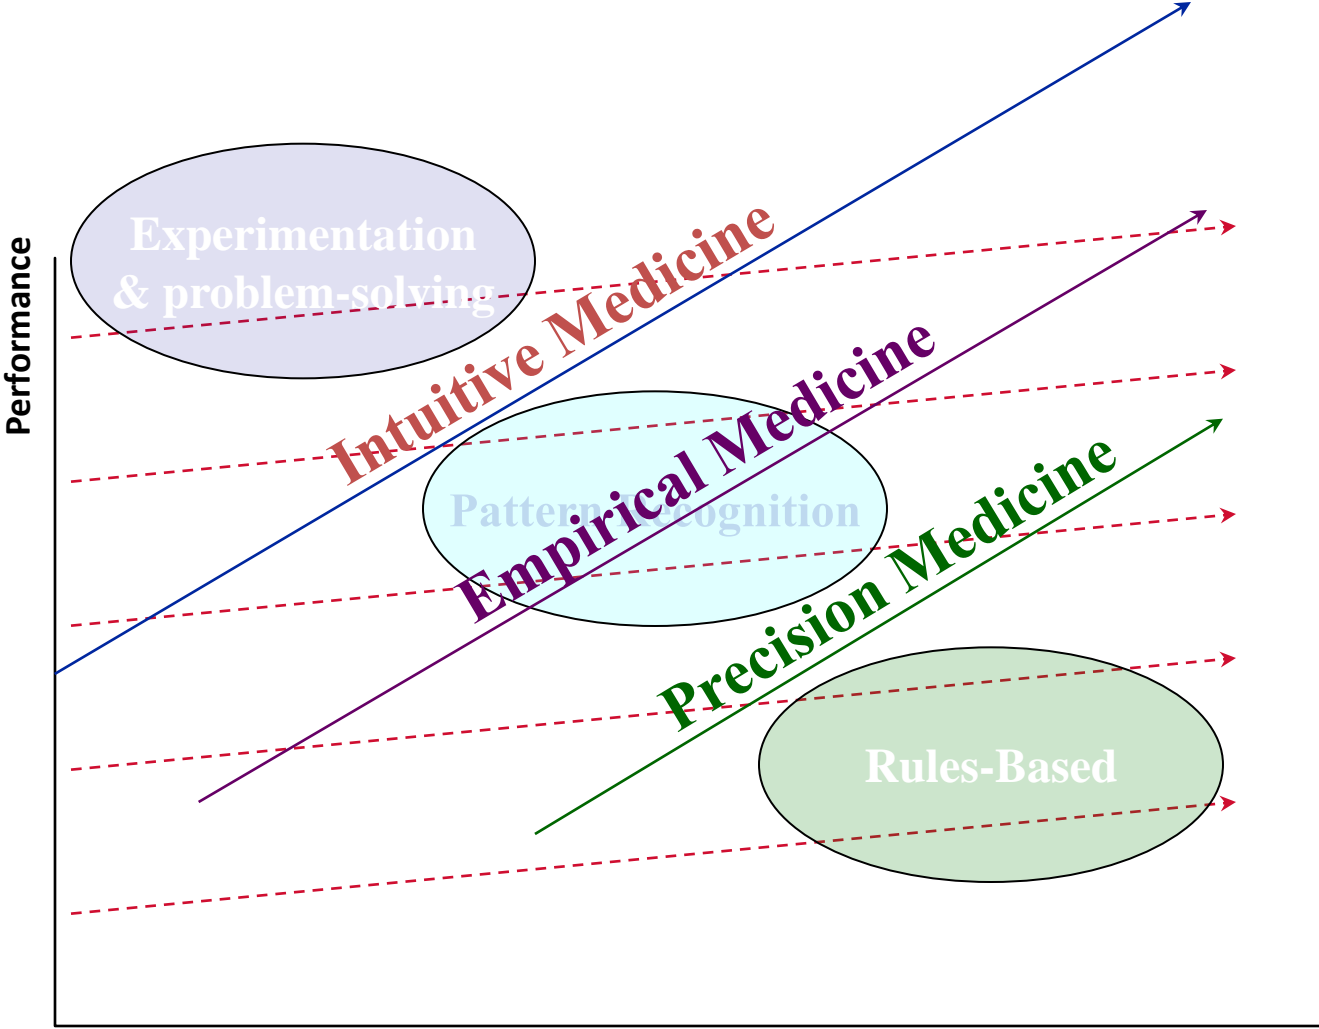 Performance
Experimentation
& problem-solving
Intuitive Medicine
Pattern Recognition
Empirical Medicine
Precision Medicine
Rules-Based